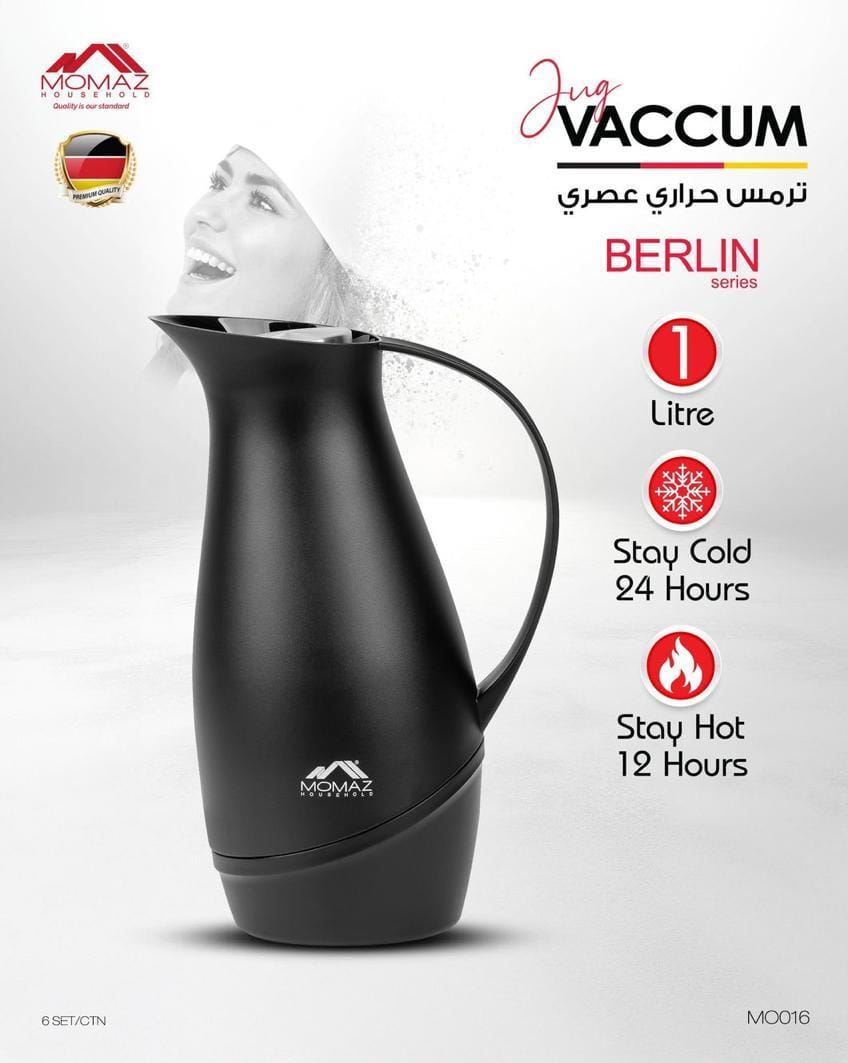 MOMAZ
HOUSEHOLD
Quality is our standard
PREMIUM QUALITY
Jug
VACCUM
ترمس حراري عصري
BERLIN
series
1
Litre
Stay Cold
24 Hours
Stay Hot
12 Hours
MOMAZ
HOUSEHOLD
6 SET/CTN
MO016